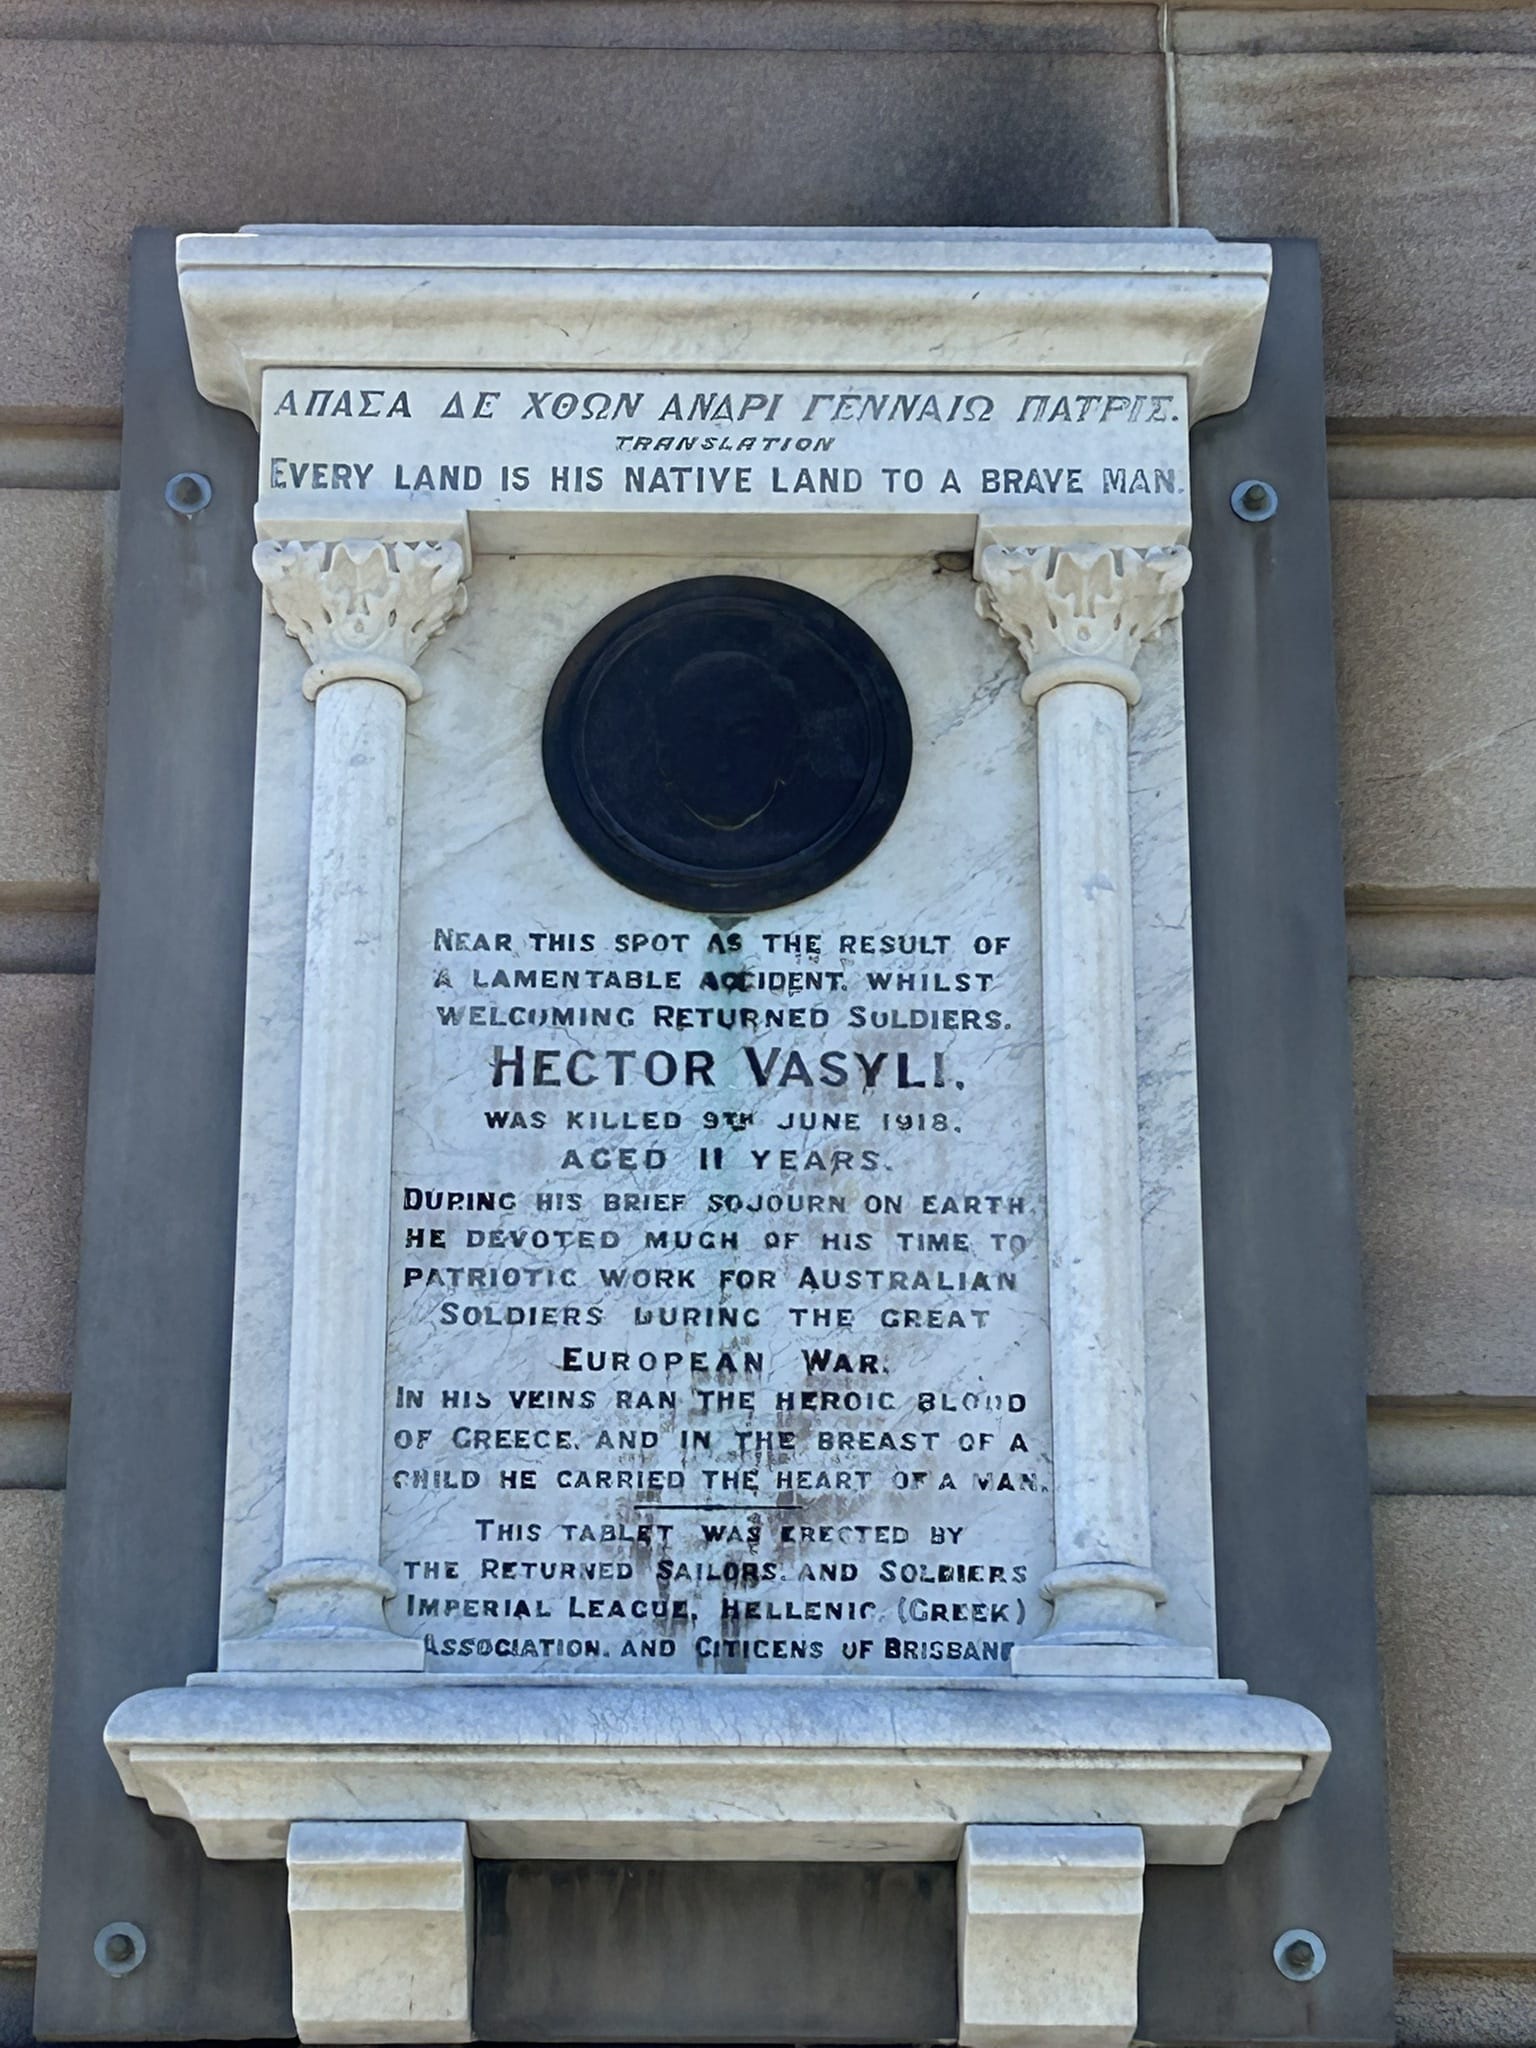 ΑΠΑΣΑ ΔΕ ΧΘΩΝ ΑΝΔΡΙ ΓΕΝΝΑΙΩ ΠΑΤΡΙΣ.
TRANSLATION
EVERY LAND IS HIS NATIVE LAND TO A BRAVE MAN.
NEAR THIS SPOT AS THE RESULT OF
A LAMENTABLE ACCIDENT. WHILST
WELCOMING RETURNED SOLDIERS.
HECTOR VASYLI.
WAS KILLED 9TH JUNE 1918.
AGED 11 YEARS.
DURING HIS BRIEF SOJOURN ON EARTH
HE DEVOTED MUCH OF HIS TIME TO
PATRIOTIC WORK FOR AUSTRALIAN
SOLDIERS DURING THE GREAT
EUROPEAN WAR.
IN HIS VEINS RAN THE HEROIC BLOOD
OF GREECE. AND IN THE BREAST OF A
CHILD HE CARRIED THE HEART OF A MAN.
THIS TABLET WAS ERECTED BY
THE RETURNED SAILORS. AND SOLDIERS
IMPERIAL LEAGUE, HELLENIC. (GREEK)
ASSOCIATION. AND CITICENS OF BRISBANE